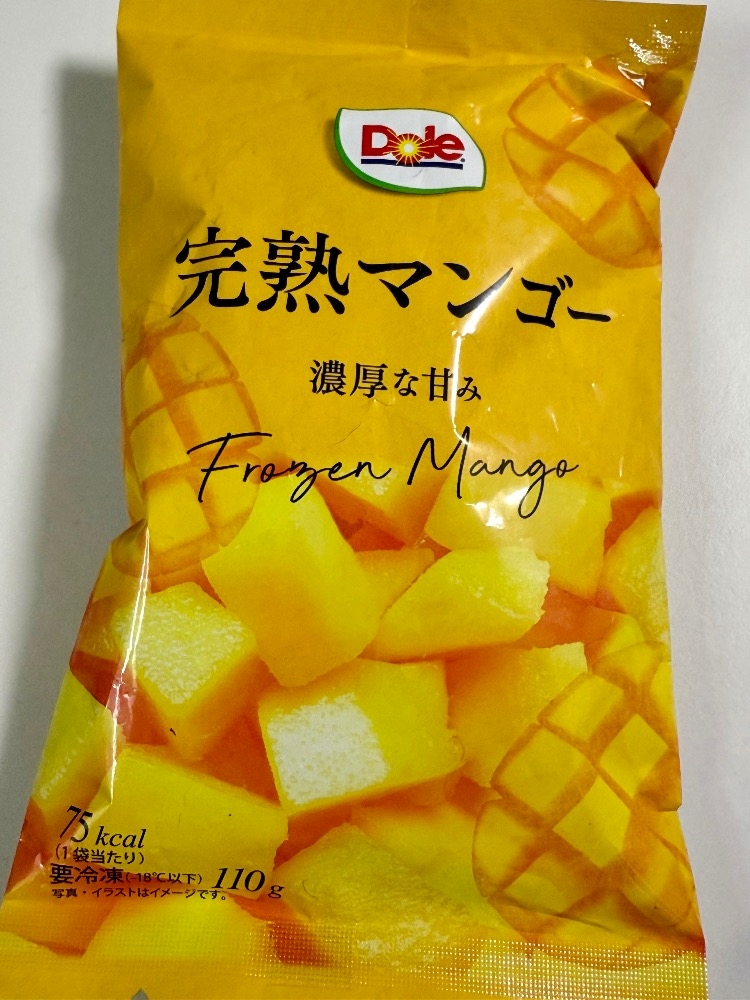 Dole
完熟マンゴー
濃厚な甘み
Frozen Mango
75 kcal
(1袋当たり)
要冷凍(-18℃以下) 110g
写真・イラストはイメージです。